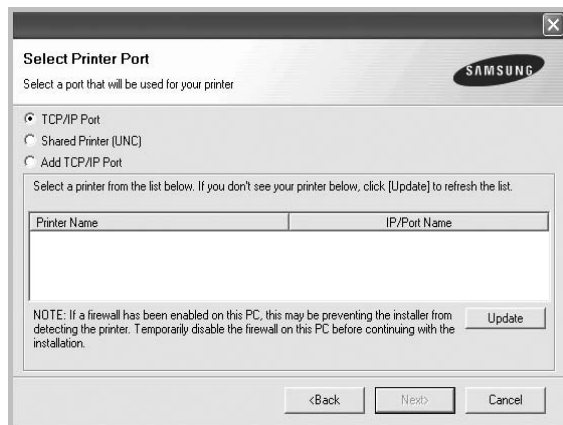 Select Printer Port
Select a port that will be used for your printer
SAMSUNG
TCP/IP Port
Shared Printer (UNC)
Add TCP/IP Port
Select a printer from the list below. If you don't see your printer below, click [Update] to refresh the list.
Printer Name IP/Port Name
NOTE: If a firewall has been enabled on this PC, this may be preventing the installer from
detecting the printer. Temporarily disable the firewall on this PC before continuing with the
installation.
Update
<Back Next> Cancel